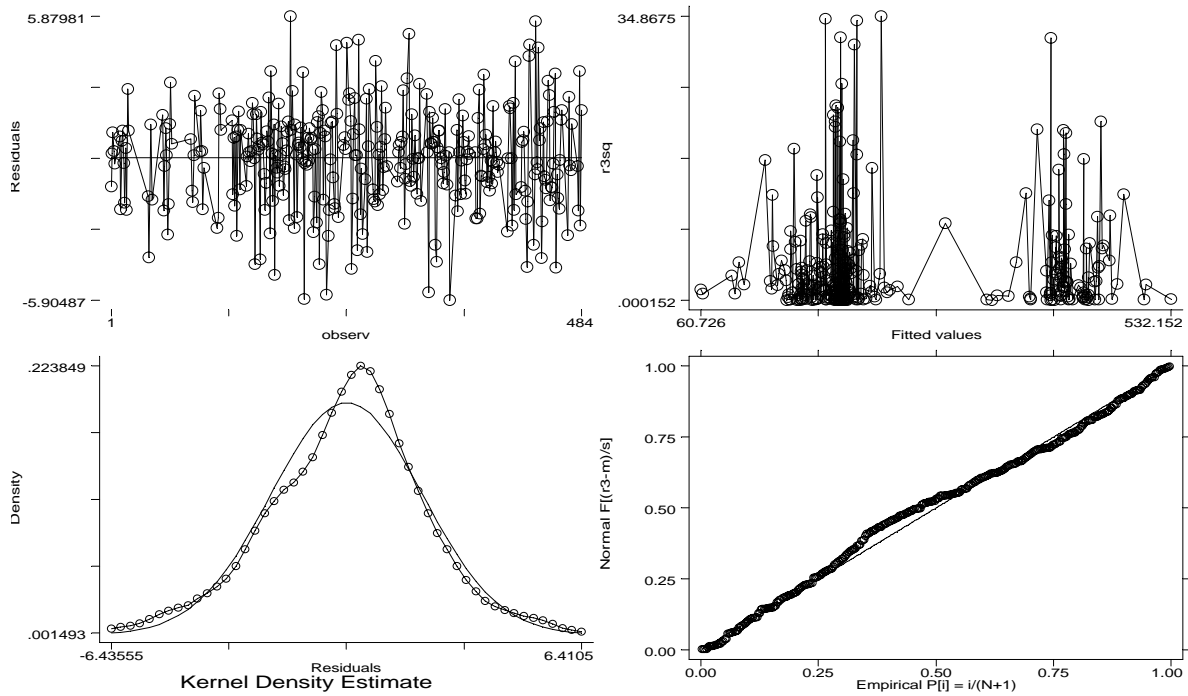 5.87981
Residuals
-5.90487
1
484
observ
34.8675
r3sq
.000152
60.726
532.152
Fitted values
.223849
Density
.001493
-6.43555
6.4105
Residuals
Kernel Density Estimate
1.00
0.75
0.50
0.25
0.00
Normal F[(r3-m)/s]
0.00
0.25
0.50
0.75
1.00
Empirical P[i] = i/(N+1)